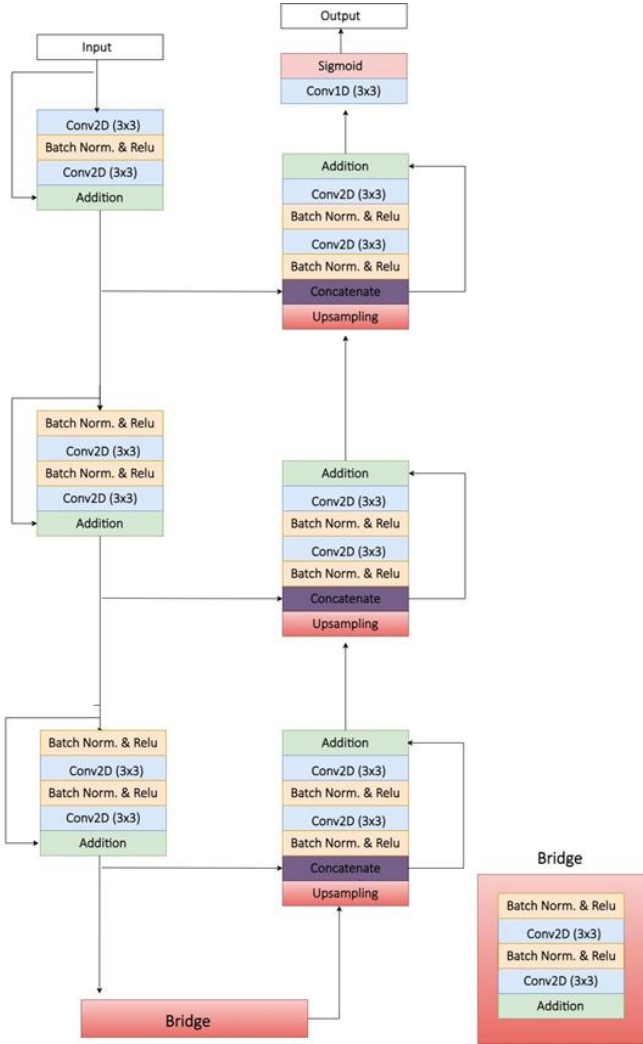 Input
Conv2D (3x3)
Batch Norm. & Relu
Conv2D (3x3)
Addition
Batch Norm. & Relu
Conv2D (3x3)
Batch Norm. & Relu
Conv2D (3x3)
Addition
Batch Norm. & Relu
Conv2D (3x3)
Batch Norm. & Relu
Conv2D (3x3)
Addition
Bridge
Output
Sigmoid
Conv1D (3x3)
Addition
Conv2D (3x3)
Batch Norm. & Relu
Conv2D (3x3)
Batch Norm. & Relu
Concatenate
Upsampling
Addition
Conv2D (3x3)
Batch Norm. & Relu
Conv2D (3x3)
Batch Norm. & Relu
Concatenate
Upsampling
Addition
Conv2D (3x3)
Batch Norm. & Relu
Conv2D (3x3)
Batch Norm. & Relu
Concatenate
Upsampling
Bridge
Batch Norm. & Relu
Conv2D (3x3)
Batch Norm. & Relu
Conv2D (3x3)
Addition